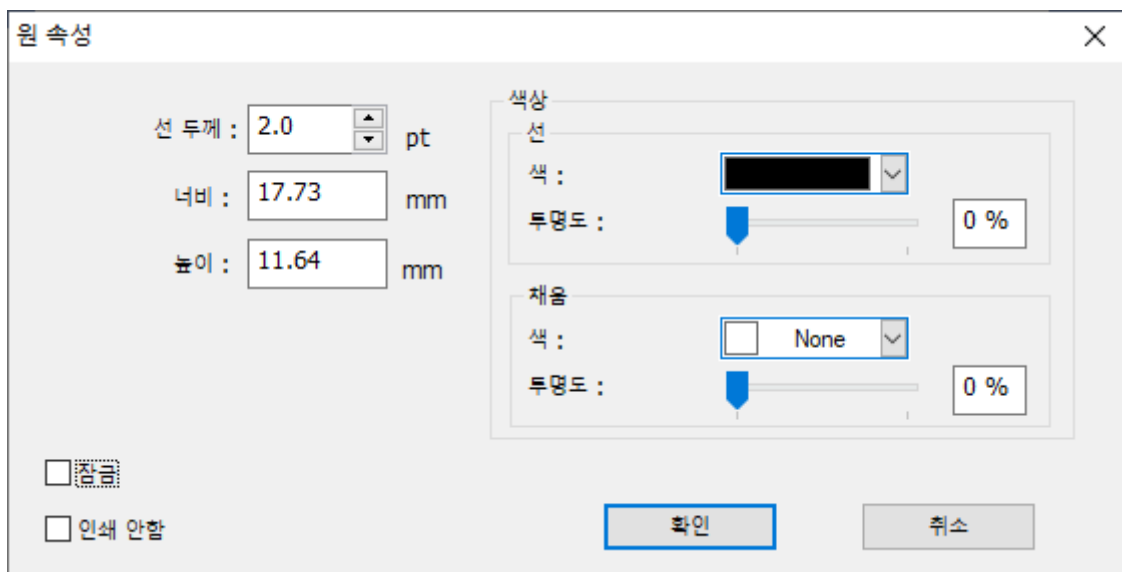 원 속성
선 두께 : 2.0 pt
너비 : 17.73 mm
높이 : 11.64 mm
색상
선
색 :
투명도 : 0 %
채움
색 : None
투명도 : 0 %
잠금
인쇄 안함
확인 취소